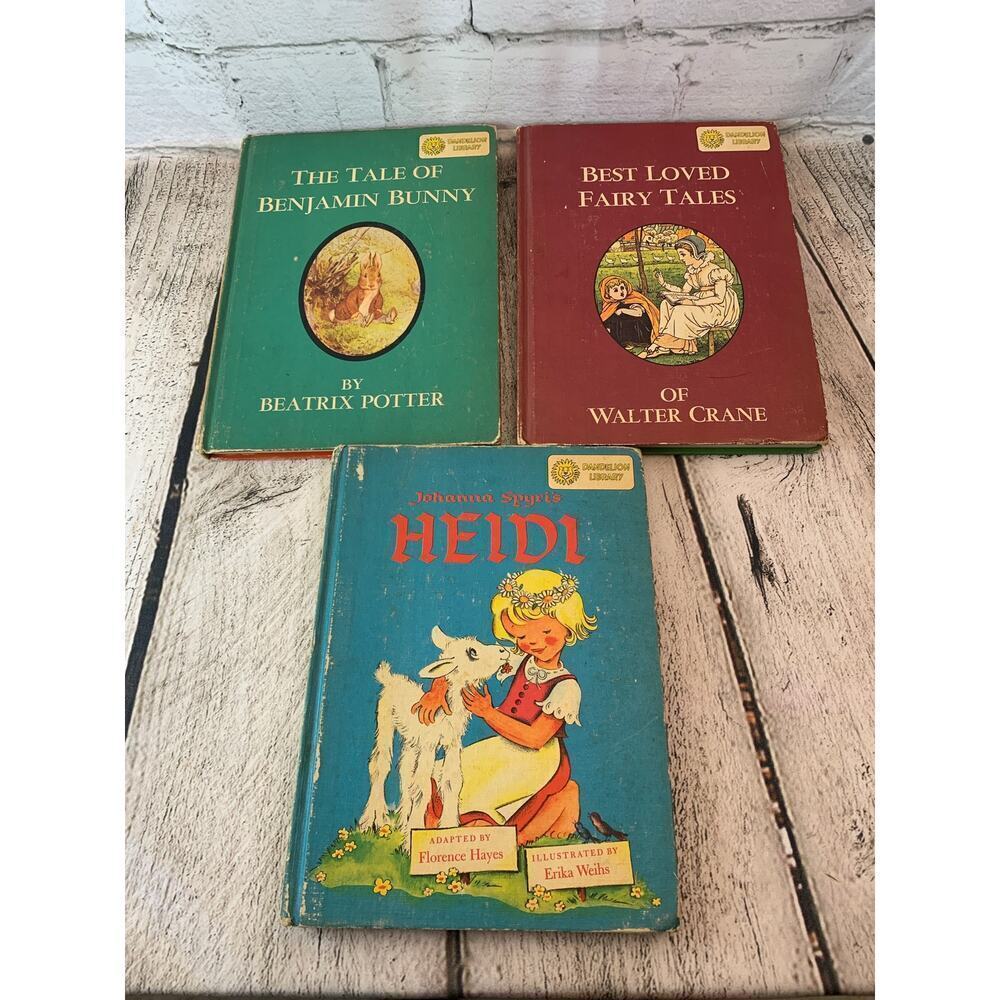 DANDELION
LIBRARY
THE TALE OF
BENJAMIN BUNNY
BY
BEATRIX POTTER
DANDELION
LIBRARY
BEST LOVED
FAIRY TALES
OF
WALTER CRANE
DANDELION
LIBRARY
Johanna Spyri's
HEIDI
ADAPTED BY
Florence Hayes
ILLUSTRATED BY
Erika Weihs